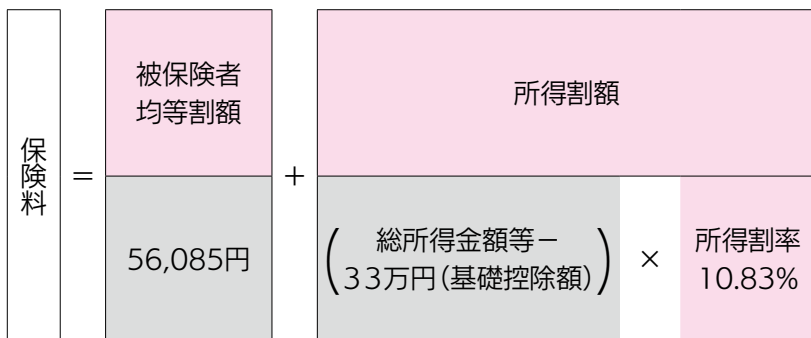 保険料
=
被保険者
均等割額
56,085円
+
所得割額
(総所得金額等−
33万円(基礎控除額))
×
所得割率
10.83%